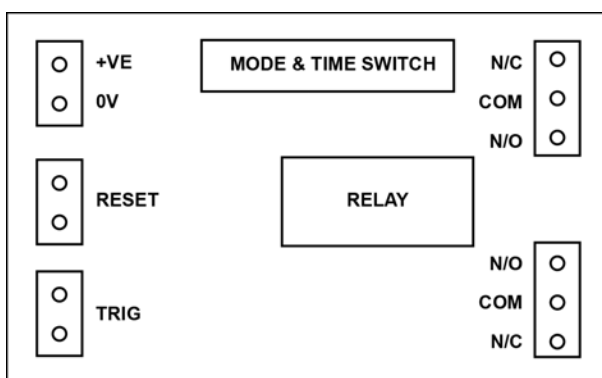 +VE
0V
MODE & TIME SWITCH
N/C
COM
N/O
RESET
RELAY
TRIG
N/O
COM
N/C